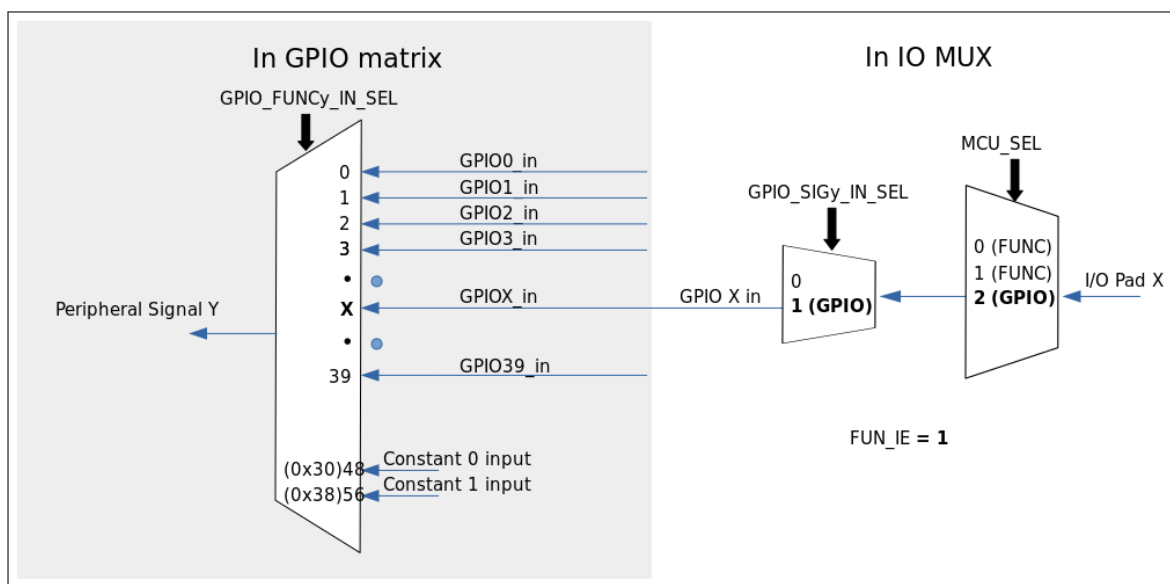 In GPIO matrix
In IO MUX
GPIO_FUNCy_IN_SEL
MCU_SEL
GPIO_SIGy_IN_SEL
0
GPIO0_in
1
GPIO1_in
2
GPIO2_in
3
GPIO3_in
0 (FUNC)
1 (FUNC)
2 (GPIO)
I/O Pad X
0
1 (GPIO)
GPIO X in
X
GPIOX_in
Peripheral Signal Y
39
GPIO39_in
FUN_IE = 1
(0x30)48
Constant 0 input
(0x38)56
Constant 1 input